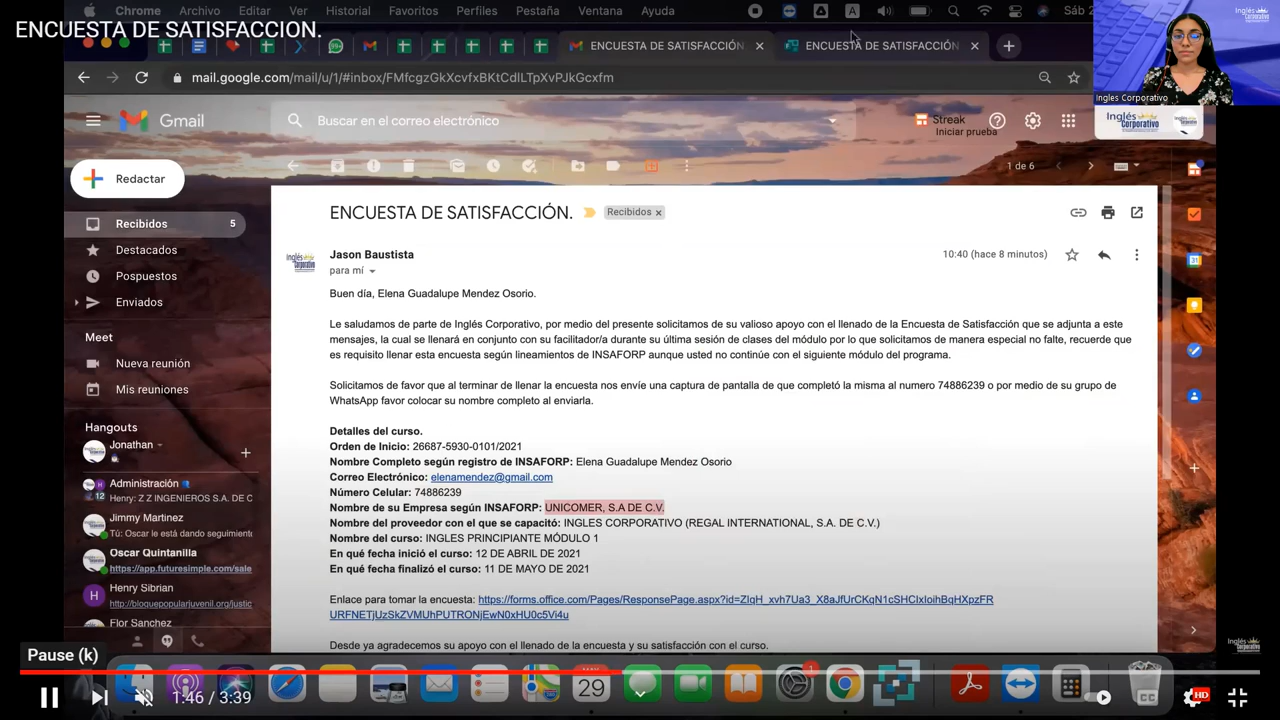 Chrome Archivo Editar Ver Historial Favoritos Perfiles Pestaña Ventana Ayuda Sáb 2
ENCUESTA DE SATISFACCION.
ENCUESTA DE SATISFACCIÓN × ENCUESTA DE SATISFACCIÓN ×
mail.google.com/mail/u/1/#inbox/FMfcgzGkXcvfxBKtCdlLTpXvPJkGcxfm
Inglés Corporativo
Ingles Corporativo
Gmail
Buscar en el correo electrónico
Streak
Iniciar prueba
Inglés Corporativo
Redactar
1 de 6
Recibidos 5
Destacados
Pospuestos
Enviados
Meet
Nueva reunión
Mis reuniones
Hangouts
Jonathan
Administración
12 Henry: Z Z INGENIEROS S.A. DE C
Jimmy Martinez
Tú: Oscar le está dando seguimient
Oscar Quintanilla
https://app.futuresimple.com/sale
H Henry Sibrian
http://bloquepopularjuvenil.org/justic
Flor Sanchez
ENCUESTA DE SATISFACCIÓN. Recibidos ×
Inglés Corporativo
Jason Baustista 10:40 (hace 8 minutos)
para mí
Buen día, Elena Guadalupe Mendez Osorio.
Le saludamos de parte de Inglés Corporativo, por medio del presente solicitamos de su valioso apoyo con el llenado de la Encuesta de Satisfacción que se adjunta a este
mensajes, la cual se llenará en conjunto con su facilitador/a durante su última sesión de clases del módulo por lo que solicitamos de manera especial no falte, recuerde que
es requisito llenar esta encuesta según lineamientos de INSAFORP aunque usted no continúe con el siguiente módulo del programa.
Solicitamos de favor que al terminar de llenar la encuesta nos envíe una captura de pantalla de que completó la misma al numero 74886239 o por medio de su grupo de
WhatsApp favor colocar su nombre completo al enviarla.
Detalles del curso.
Orden de Inicio: 26687-5930-0101/2021
Nombre Completo según registro de INSAFORP: Elena Guadalupe Mendez Osorio
Correo Electrónico: elenamendez@gmail.com
Número Celular: 74886239
Nombre de su Empresa según INSAFORP: UNICOMER, S.A DE C.V.
Nombre del proveedor con el que se capacitó: INGLES CORPORATIVO (REGAL INTERNATIONAL, S.A. DE C.V.)
Nombre del curso: INGLES PRINCIPIANTE MÓDULO 1
En qué fecha inició el curso: 12 DE ABRIL DE 2021
En qué fecha finalizó el curso: 11 DE MAYO DE 2021
Enlace para tomar la encuesta: https://forms.office.com/Pages/ResponsePage.aspx?id=ZIqH_xvh7Ua3_X8aJfUrCKqN1cSHCIxIoihBqHXpzFR
URFNETjUzSkZVMUhPUTRONjEwN0xHU0c5Vi4u
Desde ya agradecemos su apoyo con el llenado de la encuesta y su satisfacción con el curso.
Inglés Corporativo
Pause (k)
29
1
1:46 / 3:39
CC
HD